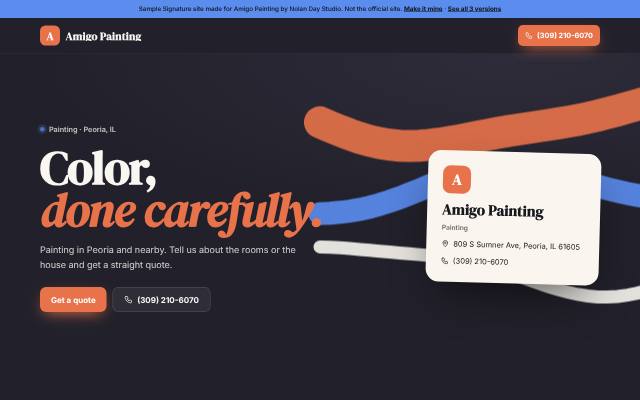 Sample Signature site made for Amigo Painting by Nolan Day Studio. Not the official site. Make it mine · See all 3 versions
A Amigo Painting
(309) 210-6070
Painting · Peoria, IL
Color,
done carefully.
Painting in Peoria and nearby. Tell us about the rooms or the
house and get a straight quote.
Get a quote
(309) 210-6070
A
Amigo Painting
Painting
809 S Sumner Ave, Peoria, IL 61605
(309) 210-6070